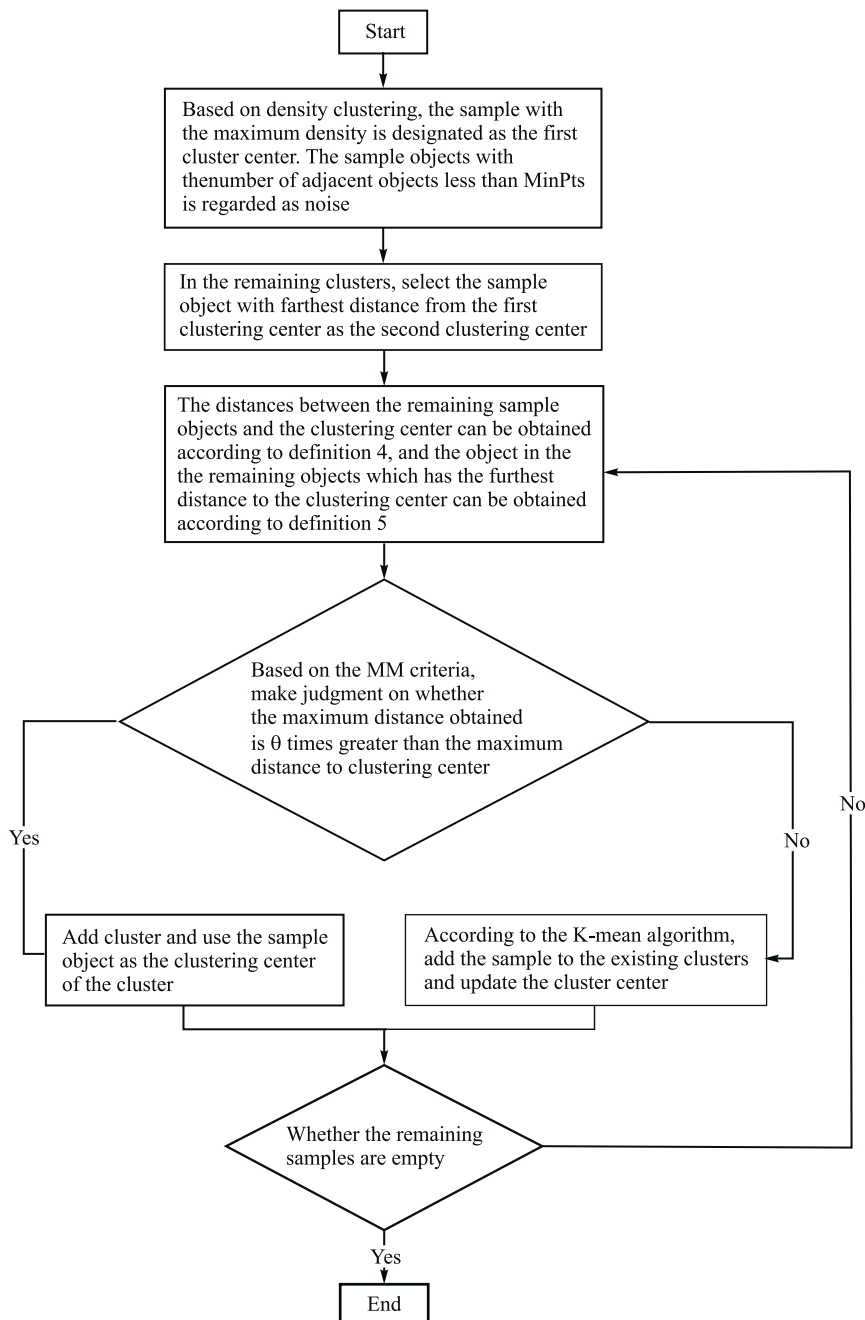 Start
Based on density clustering, the sample with
the maximum density is designated as the first
cluster center. The sample objects with
thenumber of adjacent objects less than MinPts
is regarded as noise
In the remaining clusters, select the sample
object with farthest distance from the first
clustering center as the second clustering center
The distances between the remaining sample
objects and the clustering center can be obtained
according to definition 4, and the object in the
the remaining objects which has the furthest
distance to the clustering center can be obtained
according to definition 5
Based on the MM criteria,
make judgment on whether
the maximum distance obtained
is θ times greater than the maximum
distance to clustering center
Yes
No
No
Add cluster and use the sample
object as the clustering center
of the cluster
According to the K-mean algorithm,
add the sample to the existing clusters
and update the cluster center
Whether the remaining
samples are empty
Yes
End